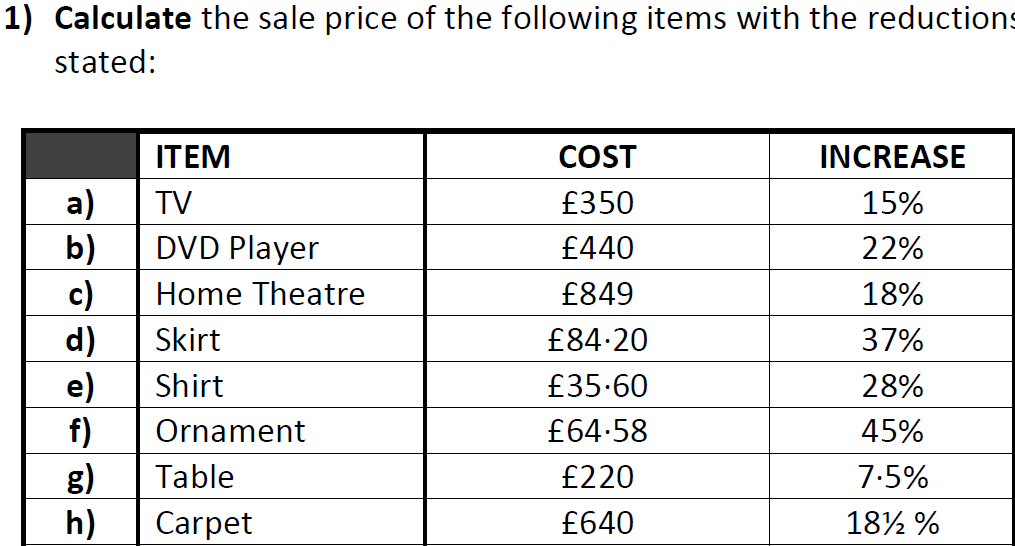 1) Calculate the sale price of the following items with the reductions
stated:
ITEM COST INCREASE
a) TV £350 15%
b) DVD Player £440 22%
c) Home Theatre £849 18%
d) Skirt £84·20 37%
e) Shirt £35·60 28%
f) Ornament £64·58 45%
g) Table £220 7·5%
h) Carpet £640 18½ %